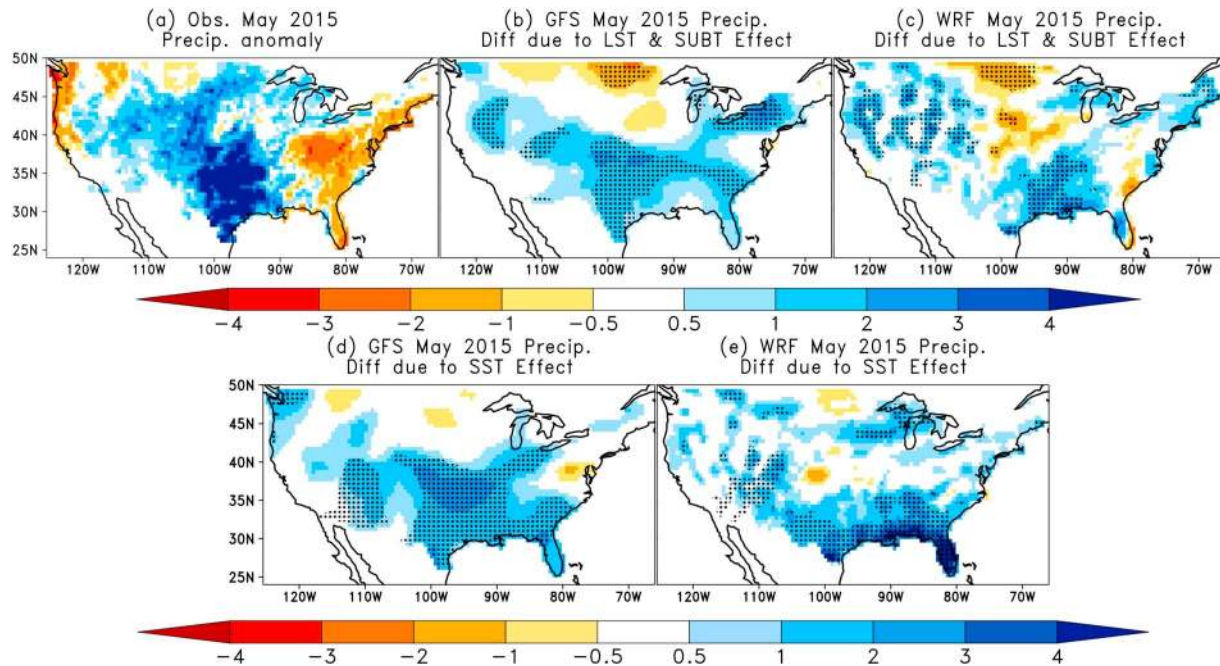 (a) Obs. May 2015
Precip. anomaly
(b) GFS May 2015 Precip.
Diff due to LST & SUBT Effect
(c) WRF May 2015 Precip.
Diff due to LST & SUBT Effect
50N
45N
40N
35N
30N
25N
120W 110W 100W 90W 80W 70W
120W 110W 100W 90W 80W 70W
120W 110W 100W 90W 80W 70W
−4 −3 −2 −1 −0.5 0.5 1 2 3 4
(d) GFS May 2015 Precip.
Diff due to SST Effect
(e) WRF May 2015 Precip.
Diff due to SST Effect
50N
45N
40N
35N
30N
25N
120W 110W 100W 90W 80W 70W
120W 110W 100W 90W 80W 70W
−4 −3 −2 −1 −0.5 0.5 1 2 3 4